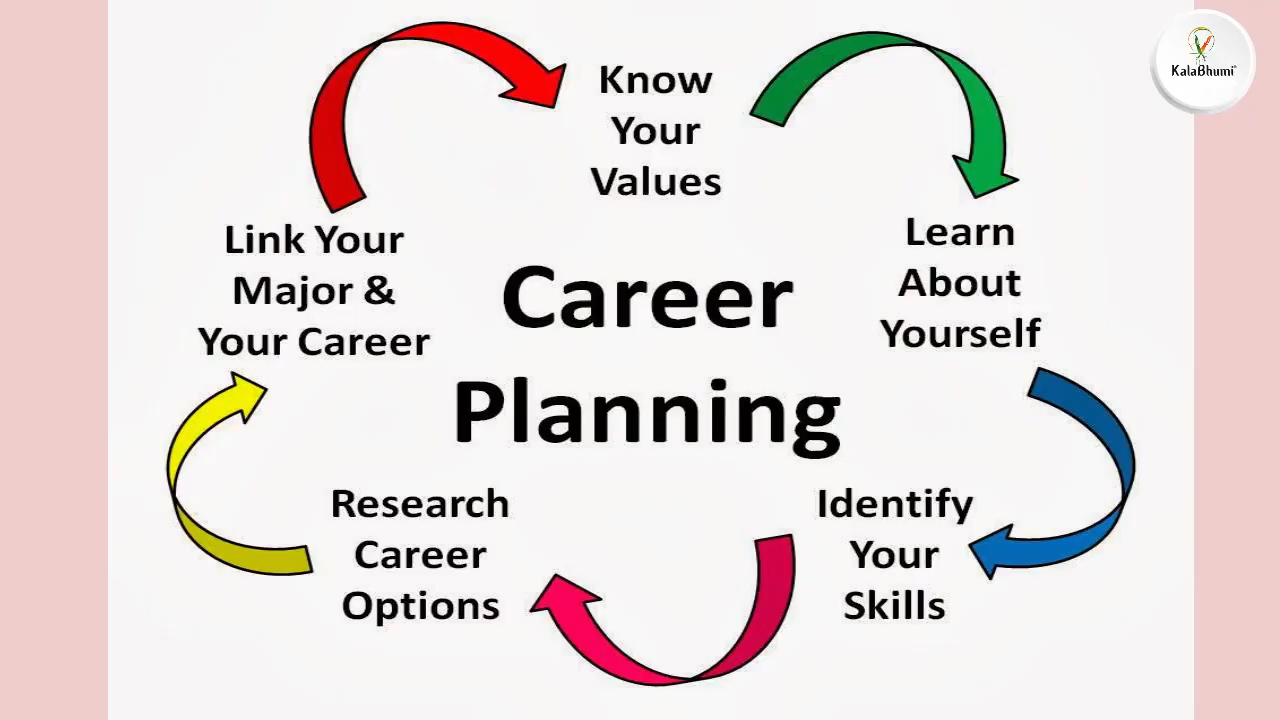 Know
Your
Values
Learn
About
Yourself
Identify
Your
Skills
Research
Career
Options
Link Your
Major &
Your Career
Career
Planning
KalaBhumi